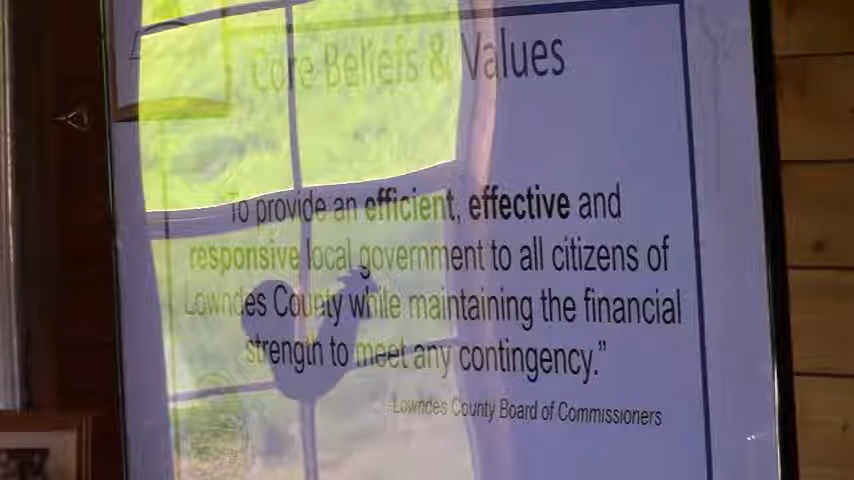 Core Beliefs & Values
To provide an efficient, effective and
responsive local government to all citizens of
Lowndes County while maintaining the financial
strength to meet any contingency.”
-Lowndes County Board of Commissioners